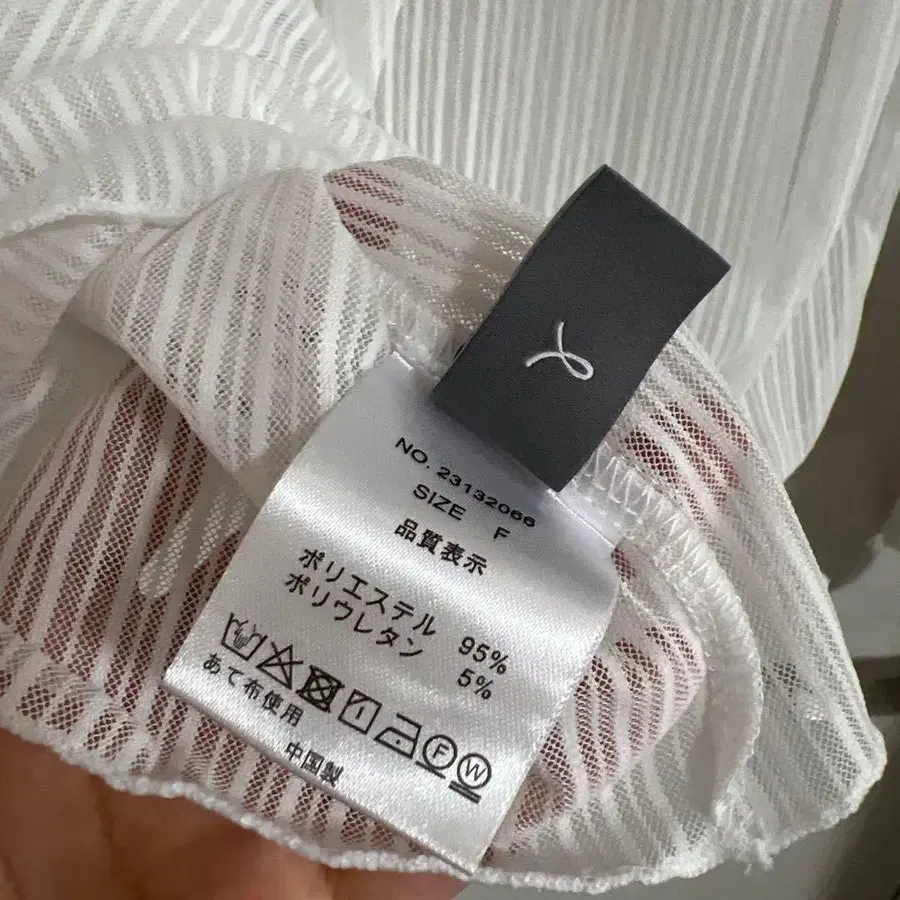 NO. 23132066
SIZE F
品質表示
ポリエステル 95%
ポリウレタン 5%
F W
あて布使用
中国製